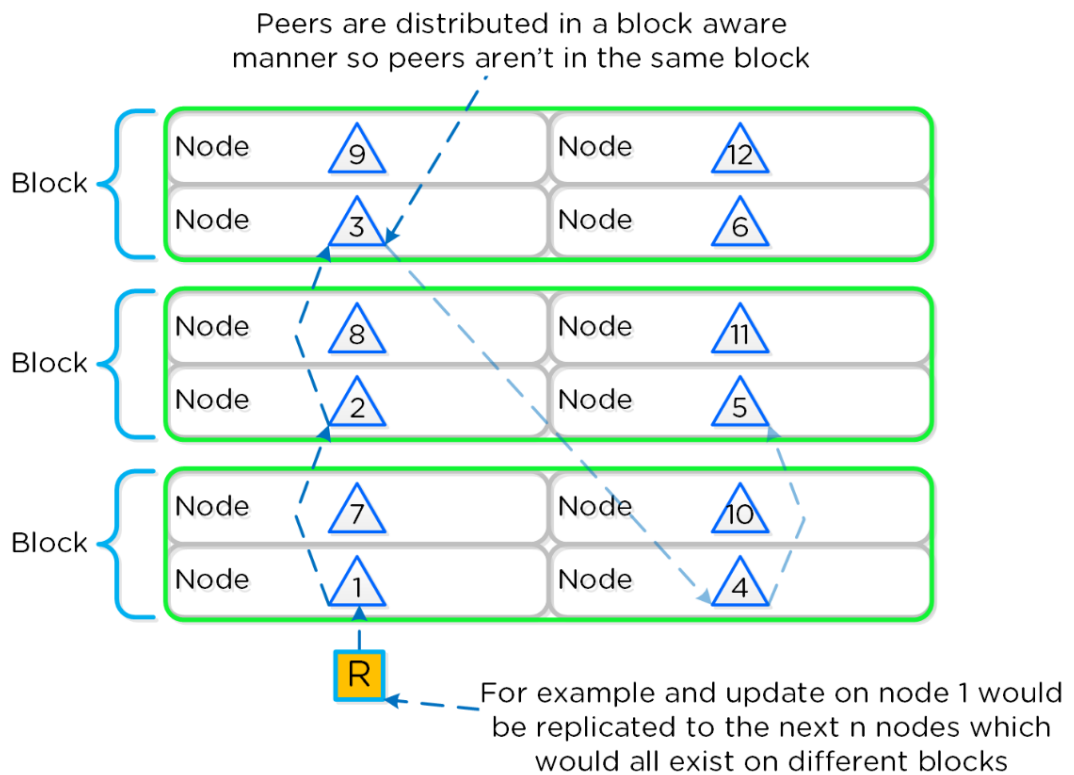 Peers are distributed in a block aware
manner so peers aren't in the same block
Block
Node 9 Node 12
Node 3 Node 6
Block
Node 8 Node 11
Node 2 Node 5
Block
Node 7 Node 10
Node 1 Node 4
R
For example and update on node 1 would
be replicated to the next n nodes which
would all exist on different blocks